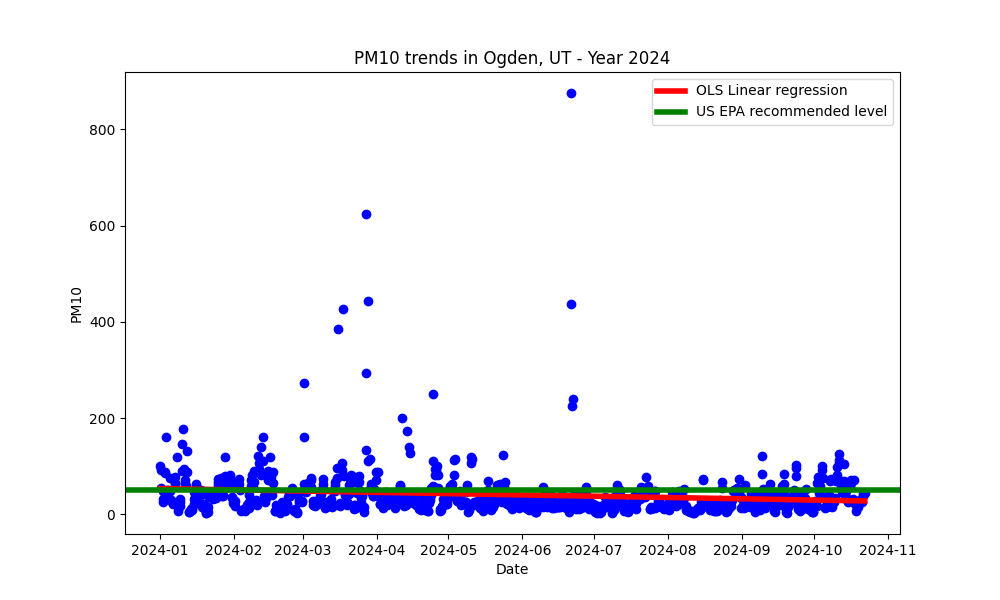 PM10 trends in Ogden, UT - Year 2024
OLS Linear regression
US EPA recommended level
800
600
400
200
0
PM10
2024-01 2024-02 2024-03 2024-04 2024-05 2024-06 2024-07 2024-08 2024-09 2024-10 2024-11
Date